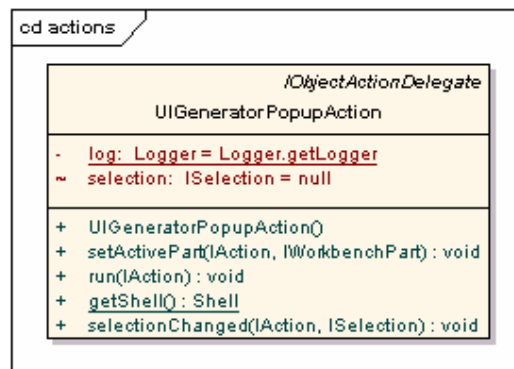 cd actions
IObjectActionDelegate
UIGeneratorPopupAction
- log: Logger = Logger.getLogger
~ selection: ISelection = null
+ UIGeneratorPopupAction()
+ setActivePart(IAction, IWorkbenchPart) : void
+ run(IAction) : void
+ getShell() : Shell
+ selectionChanged(IAction, ISelection) : void